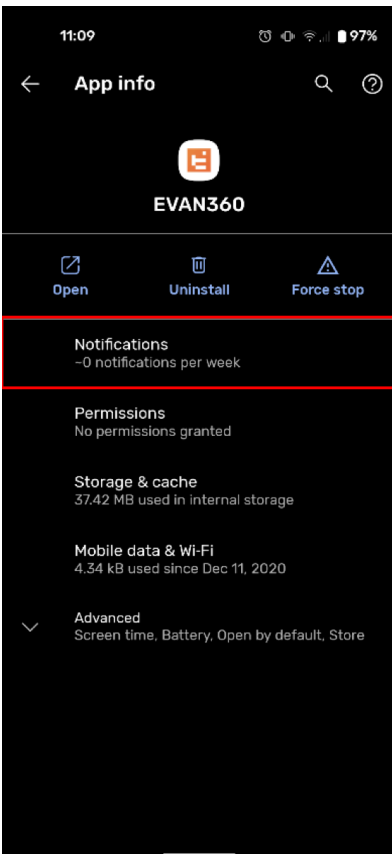 11:09
97%
App info
EVAN360
Open
Uninstall
Force stop
Notifications
~0 notifications per week
Permissions
No permissions granted
Storage & cache
37.42 MB used in internal storage
Mobile data & Wi-Fi
4.34 kB used since Dec 11, 2020
Advanced
Screen time, Battery, Open by default, Store